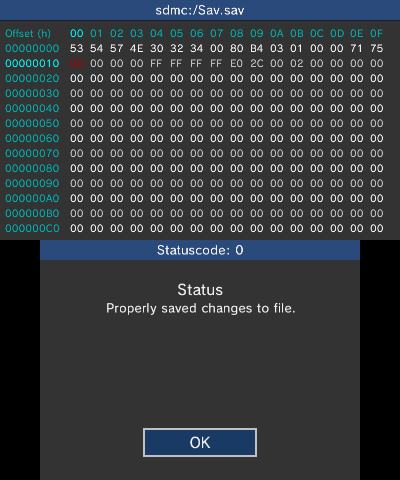 sdmc:/Sav.sav
Offset (h) 00 01 02 03 04 05 06 07 08 09 0A 0B 0C 0D 0E 0F
00000000 53 54 57 4E 30 32 34 00 80 B4 03 01 00 00 71 75
00000010 00 00 00 FF FF FF FF E0 2C 00 02 00 00 00 00
00000020 00 00 00 00 00 00 00 00 00 00 00 00 00 00 00 00
00000030 00 00 00 00 00 00 00 00 00 00 00 00 00 00 00 00
00000040 00 00 00 00 00 00 00 00 00 00 00 00 00 00 00 00
00000050 00 00 00 00 00 00 00 00 00 00 00 00 00 00 00 00
00000060 00 00 00 00 00 00 00 00 00 00 00 00 00 00 00 00
00000070 00 00 00 00 00 00 00 00 00 00 00 00 00 00 00 00
00000080 00 00 00 00 00 00 00 00 00 00 00 00 00 00 00 00
00000090 00 00 00 00 00 00 00 00 00 00 00 00 00 00 00 00
000000A0 00 00 00 00 00 00 00 00 00 00 00 00 00 00 00 00
000000B0 00 00 00 00 00 00 00 00 00 00 00 00 00 00 00 00
000000C0 00 00 00 00 00 00 00 00 00 00 00 00 00 00 00 00
Statuscode: 0
Status
Properly saved changes to file.
OK